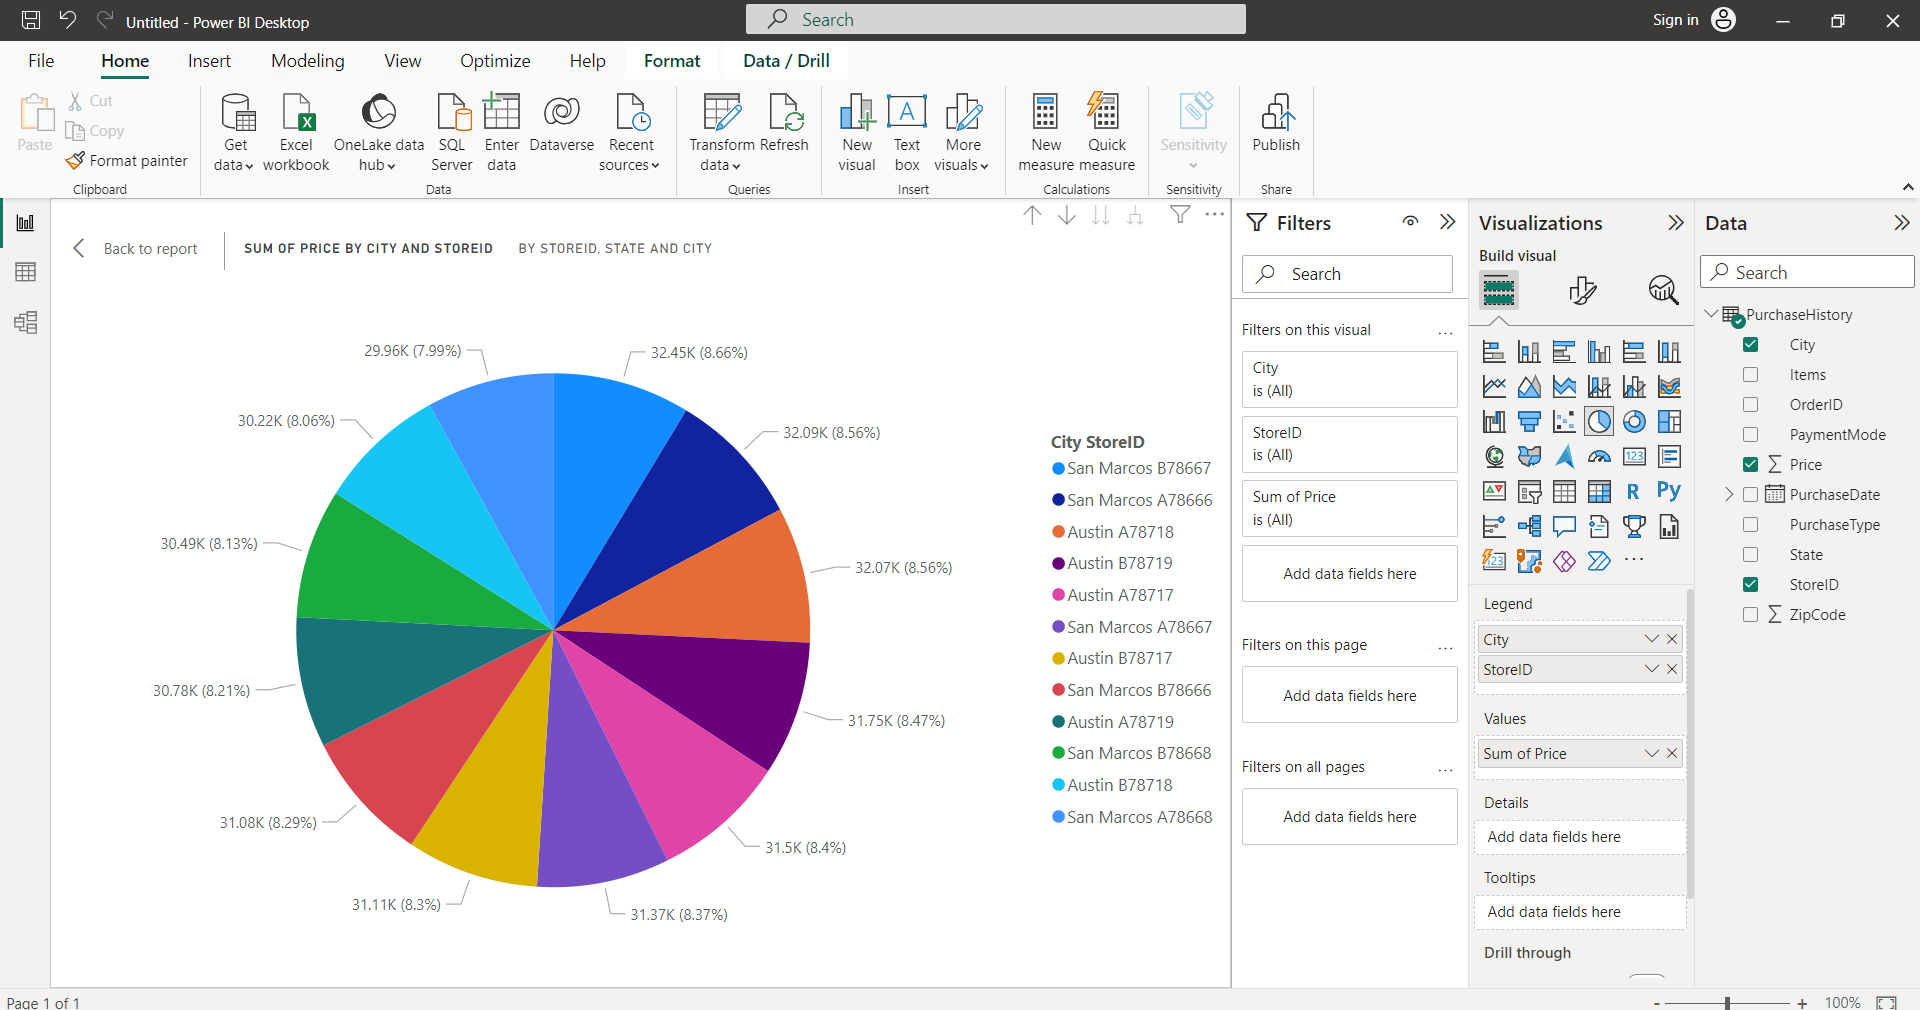 Untitled - Power BI Desktop
Search
Sign in
File
Home
Insert
Modeling
View
Optimize
Help
Format
Data / Drill
Paste
Cut
Copy
Format painter
Clipboard
Get data
Excel workbook
OneLake data hub
SQL Server
Enter data
Dataverse
Recent sources
Data
Transform data
Refresh
Queries
New visual
Text box
More visuals
Insert
New measure
Quick measure
Calculations
Sensitivity
Sensitivity
Publish
Share
Back to report
SUM OF PRICE BY CITY AND STOREID
BY STOREID, STATE AND CITY
32.45K (8.66%)
32.09K (8.56%)
32.07K (8.56%)
31.75K (8.47%)
31.5K (8.4%)
31.37K (8.37%)
31.11K (8.3%)
31.08K (8.29%)
30.78K (8.21%)
30.49K (8.13%)
30.22K (8.06%)
29.96K (7.99%)
City StoreID
San Marcos B78667
San Marcos A78666
Austin A78718
Austin B78719
Austin A78717
San Marcos A78667
Austin B78717
San Marcos B78666
Austin A78719
San Marcos B78668
Austin B78718
San Marcos A78668
Filters
Search
Filters on this visual
...
City
is (All)
StoreID
is (All)
Sum of Price
is (All)
Add data fields here
Filters on this page
...
Add data fields here
Filters on all pages
...
Add data fields here
Visualizations
Build visual
123
R
Py
123
...
Legend
City
StoreID
Values
Sum of Price
Details
Add data fields here
Tooltips
Add data fields here
Drill through
Data
Search
PurchaseHistory
City
Items
OrderID
PaymentMode
Price
PurchaseDate
PurchaseType
State
StoreID
ZipCode
Page 1 of 1
- + 100%